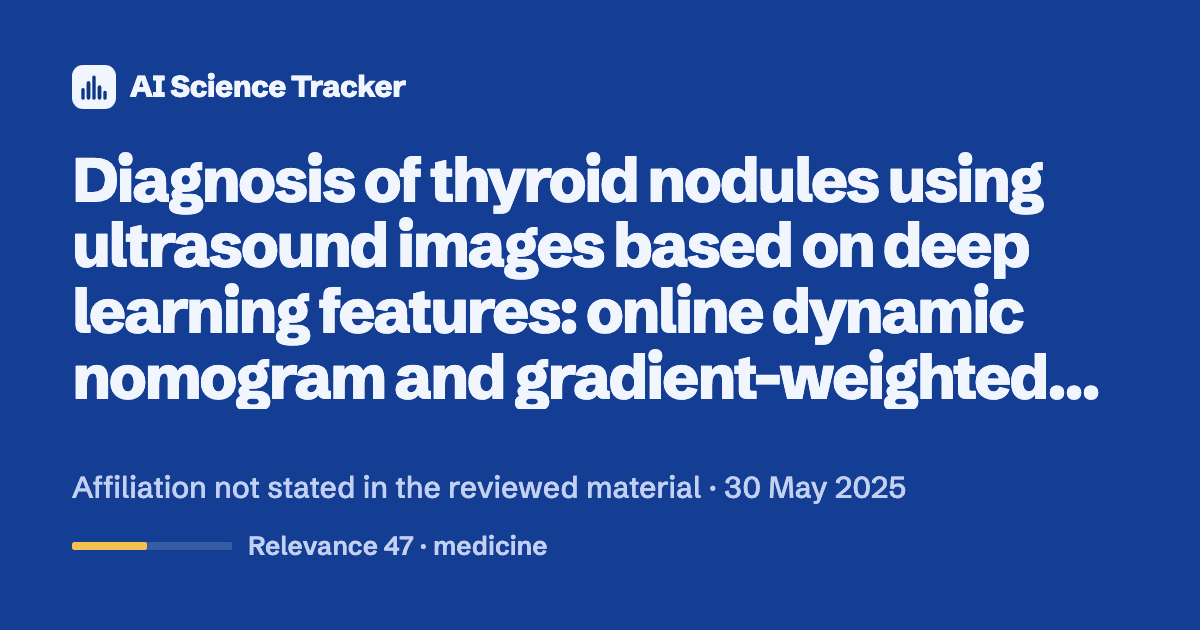 AI Science Tracker
Diagnosis of thyroid nodules using
ultrasound images based on deep
learning features: online dynamic
nomogram and gradient-weighted...
Affiliation not stated in the reviewed material · 30 May 2025
Relevance 47 · medicine